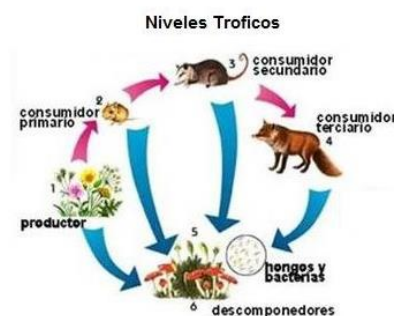 Niveles Troficos
3
consumidor
secundario
2
consumidor
primario
consumidor
terciario
4
1
productor
5
hongos y
bacterias
6
descomponedores